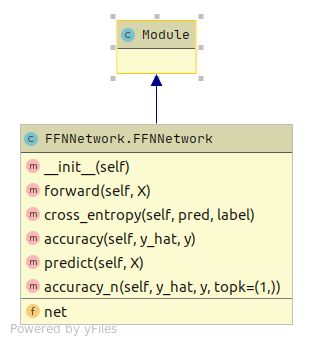 c Module
c FFNNetwork.FFNNetwork
m __init__(self)
m forward(self, X)
m cross_entropy(self, pred, label)
m accuracy(self, y_hat, y)
m predict(self, X)
m accuracy_n(self, y_hat, y, topk=(1,))
f net
Powered by yFiles